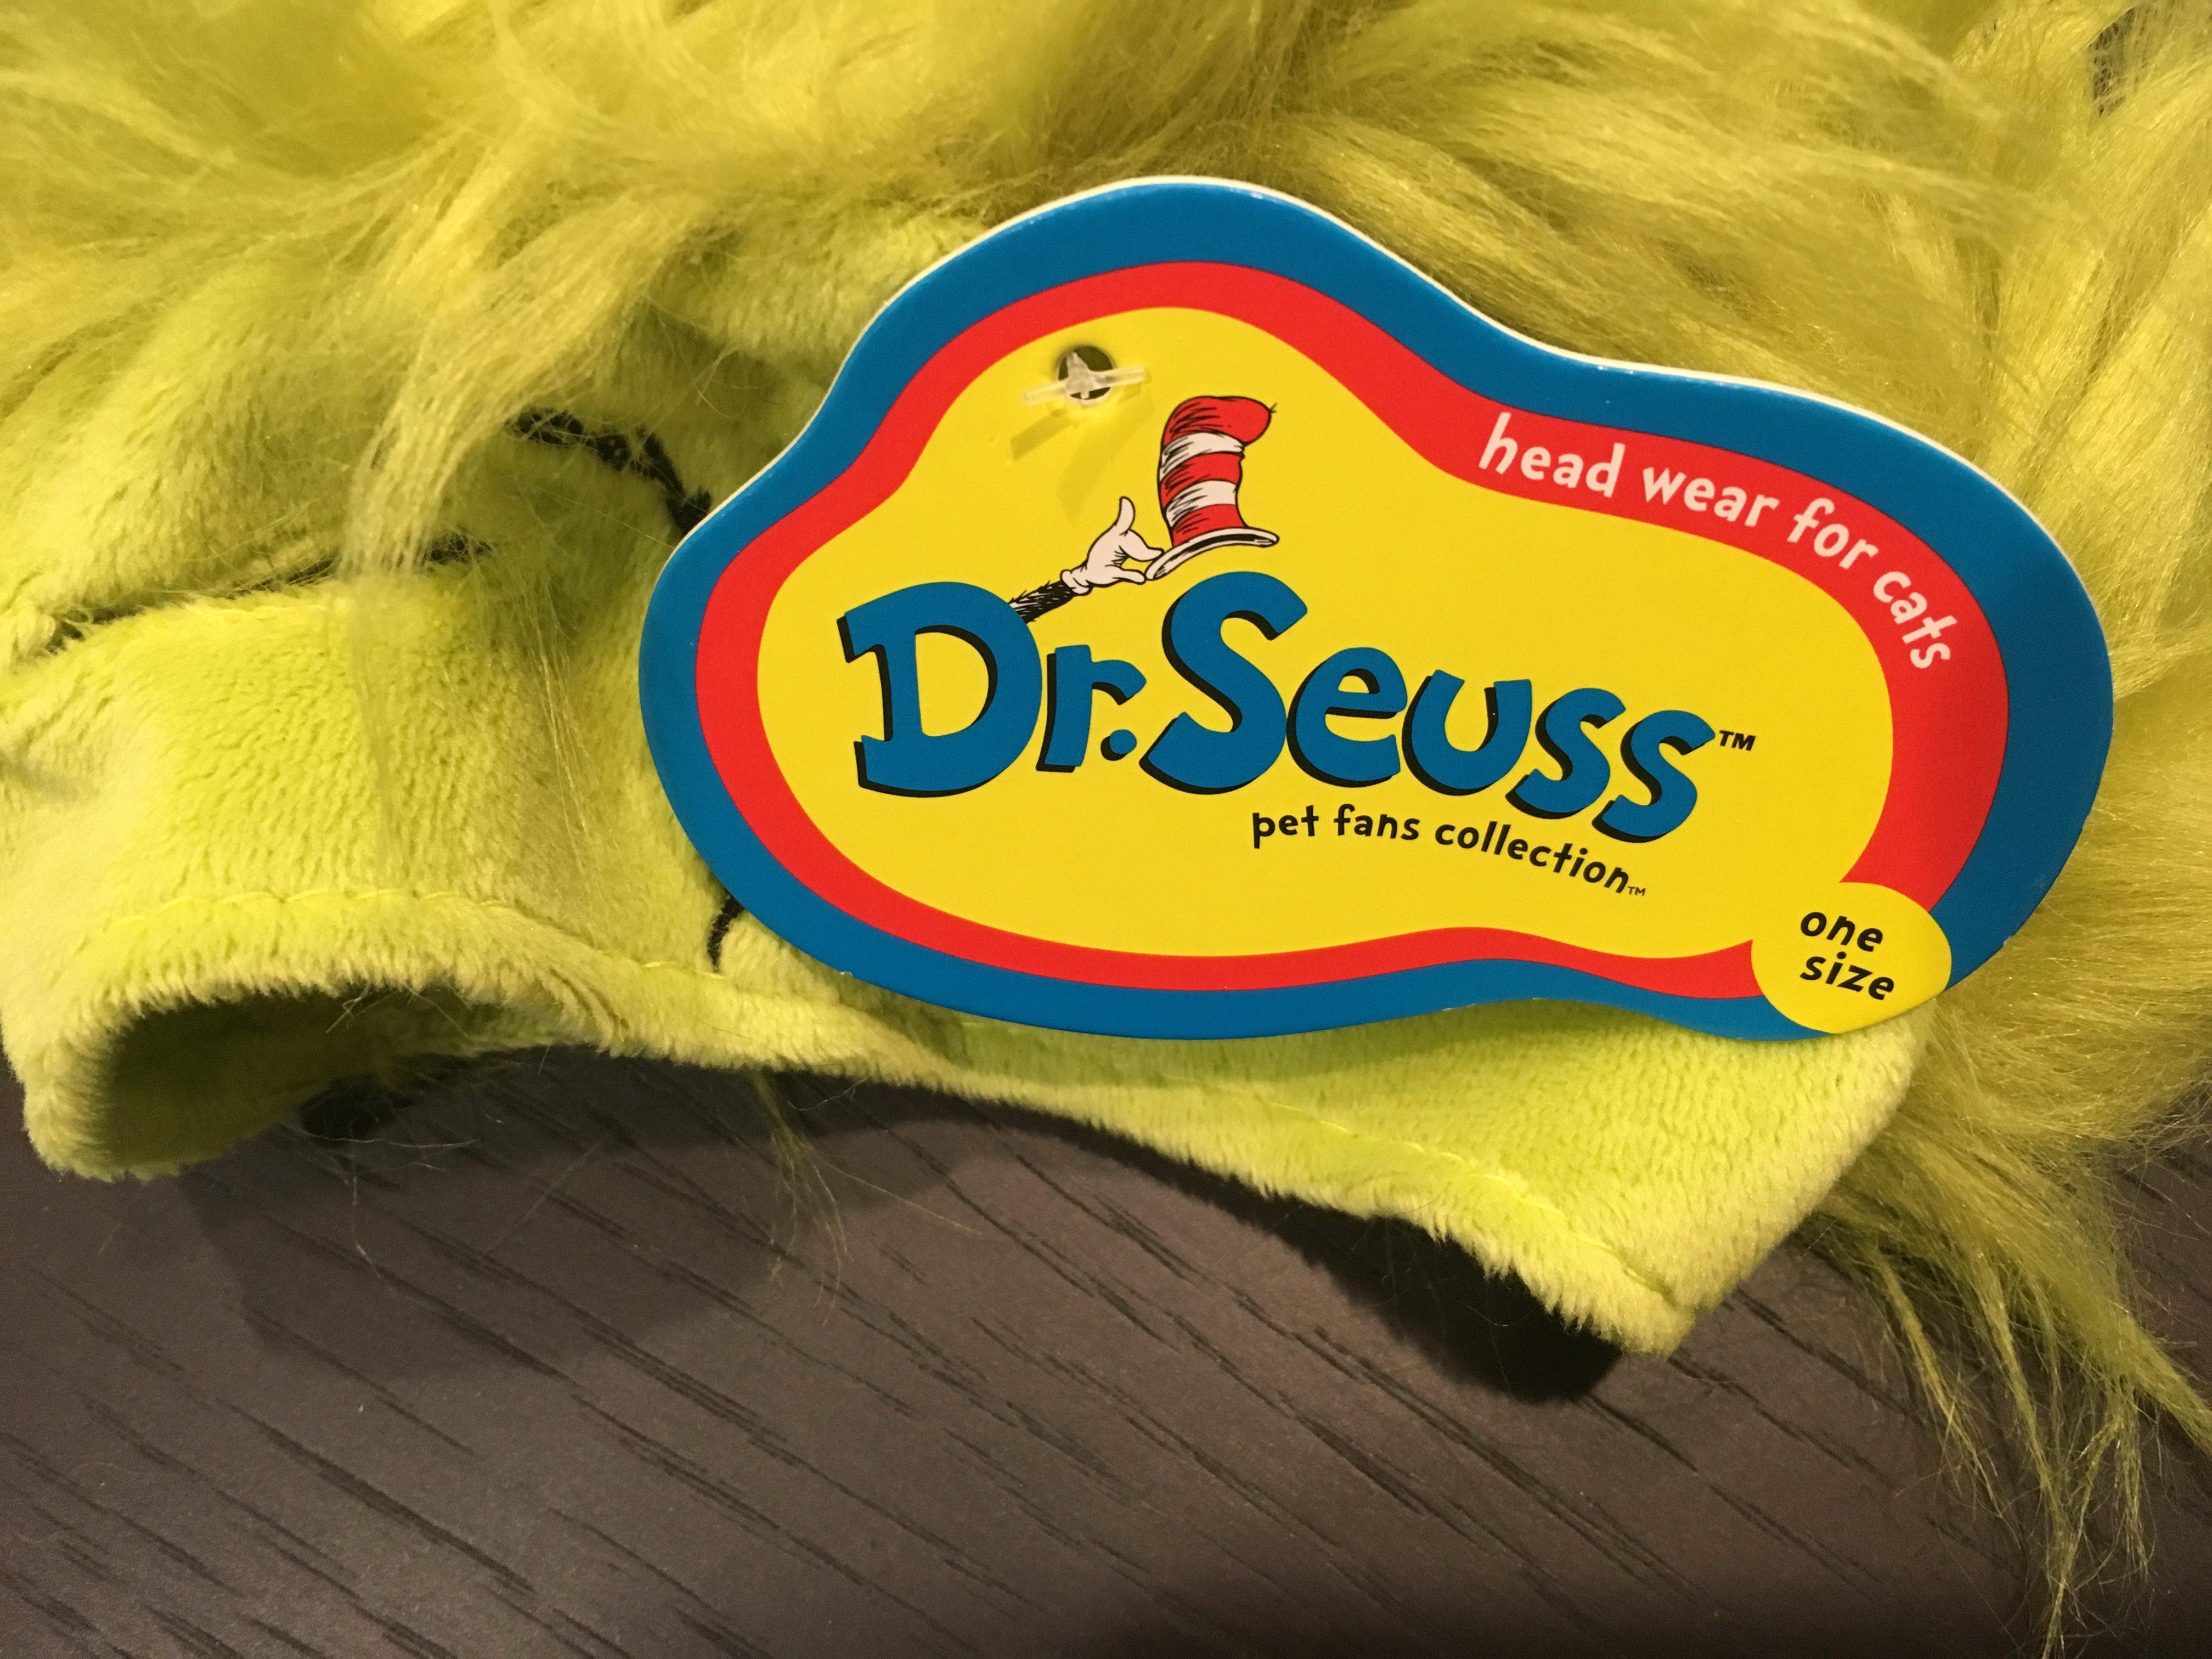 head wear for cats
Dr. Seuss™
pet fans collection™
one
size